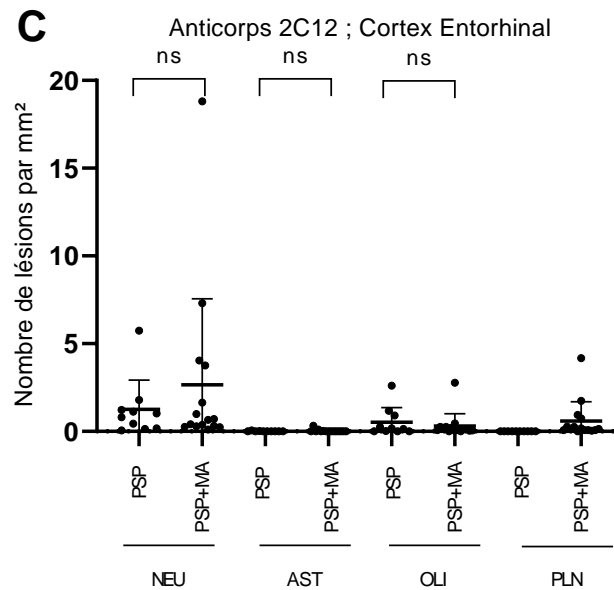 C
Anticorps 2C12 ; Cortex Entorhinal
ns
ns
ns
Nombre de lésions par mm²
20
15
10
5
0
PSP
PSP+MA
PSP
PSP+MA
PSP
PSP+MA
PSP
PSP+MA
NEU
AST
OLI
PLN